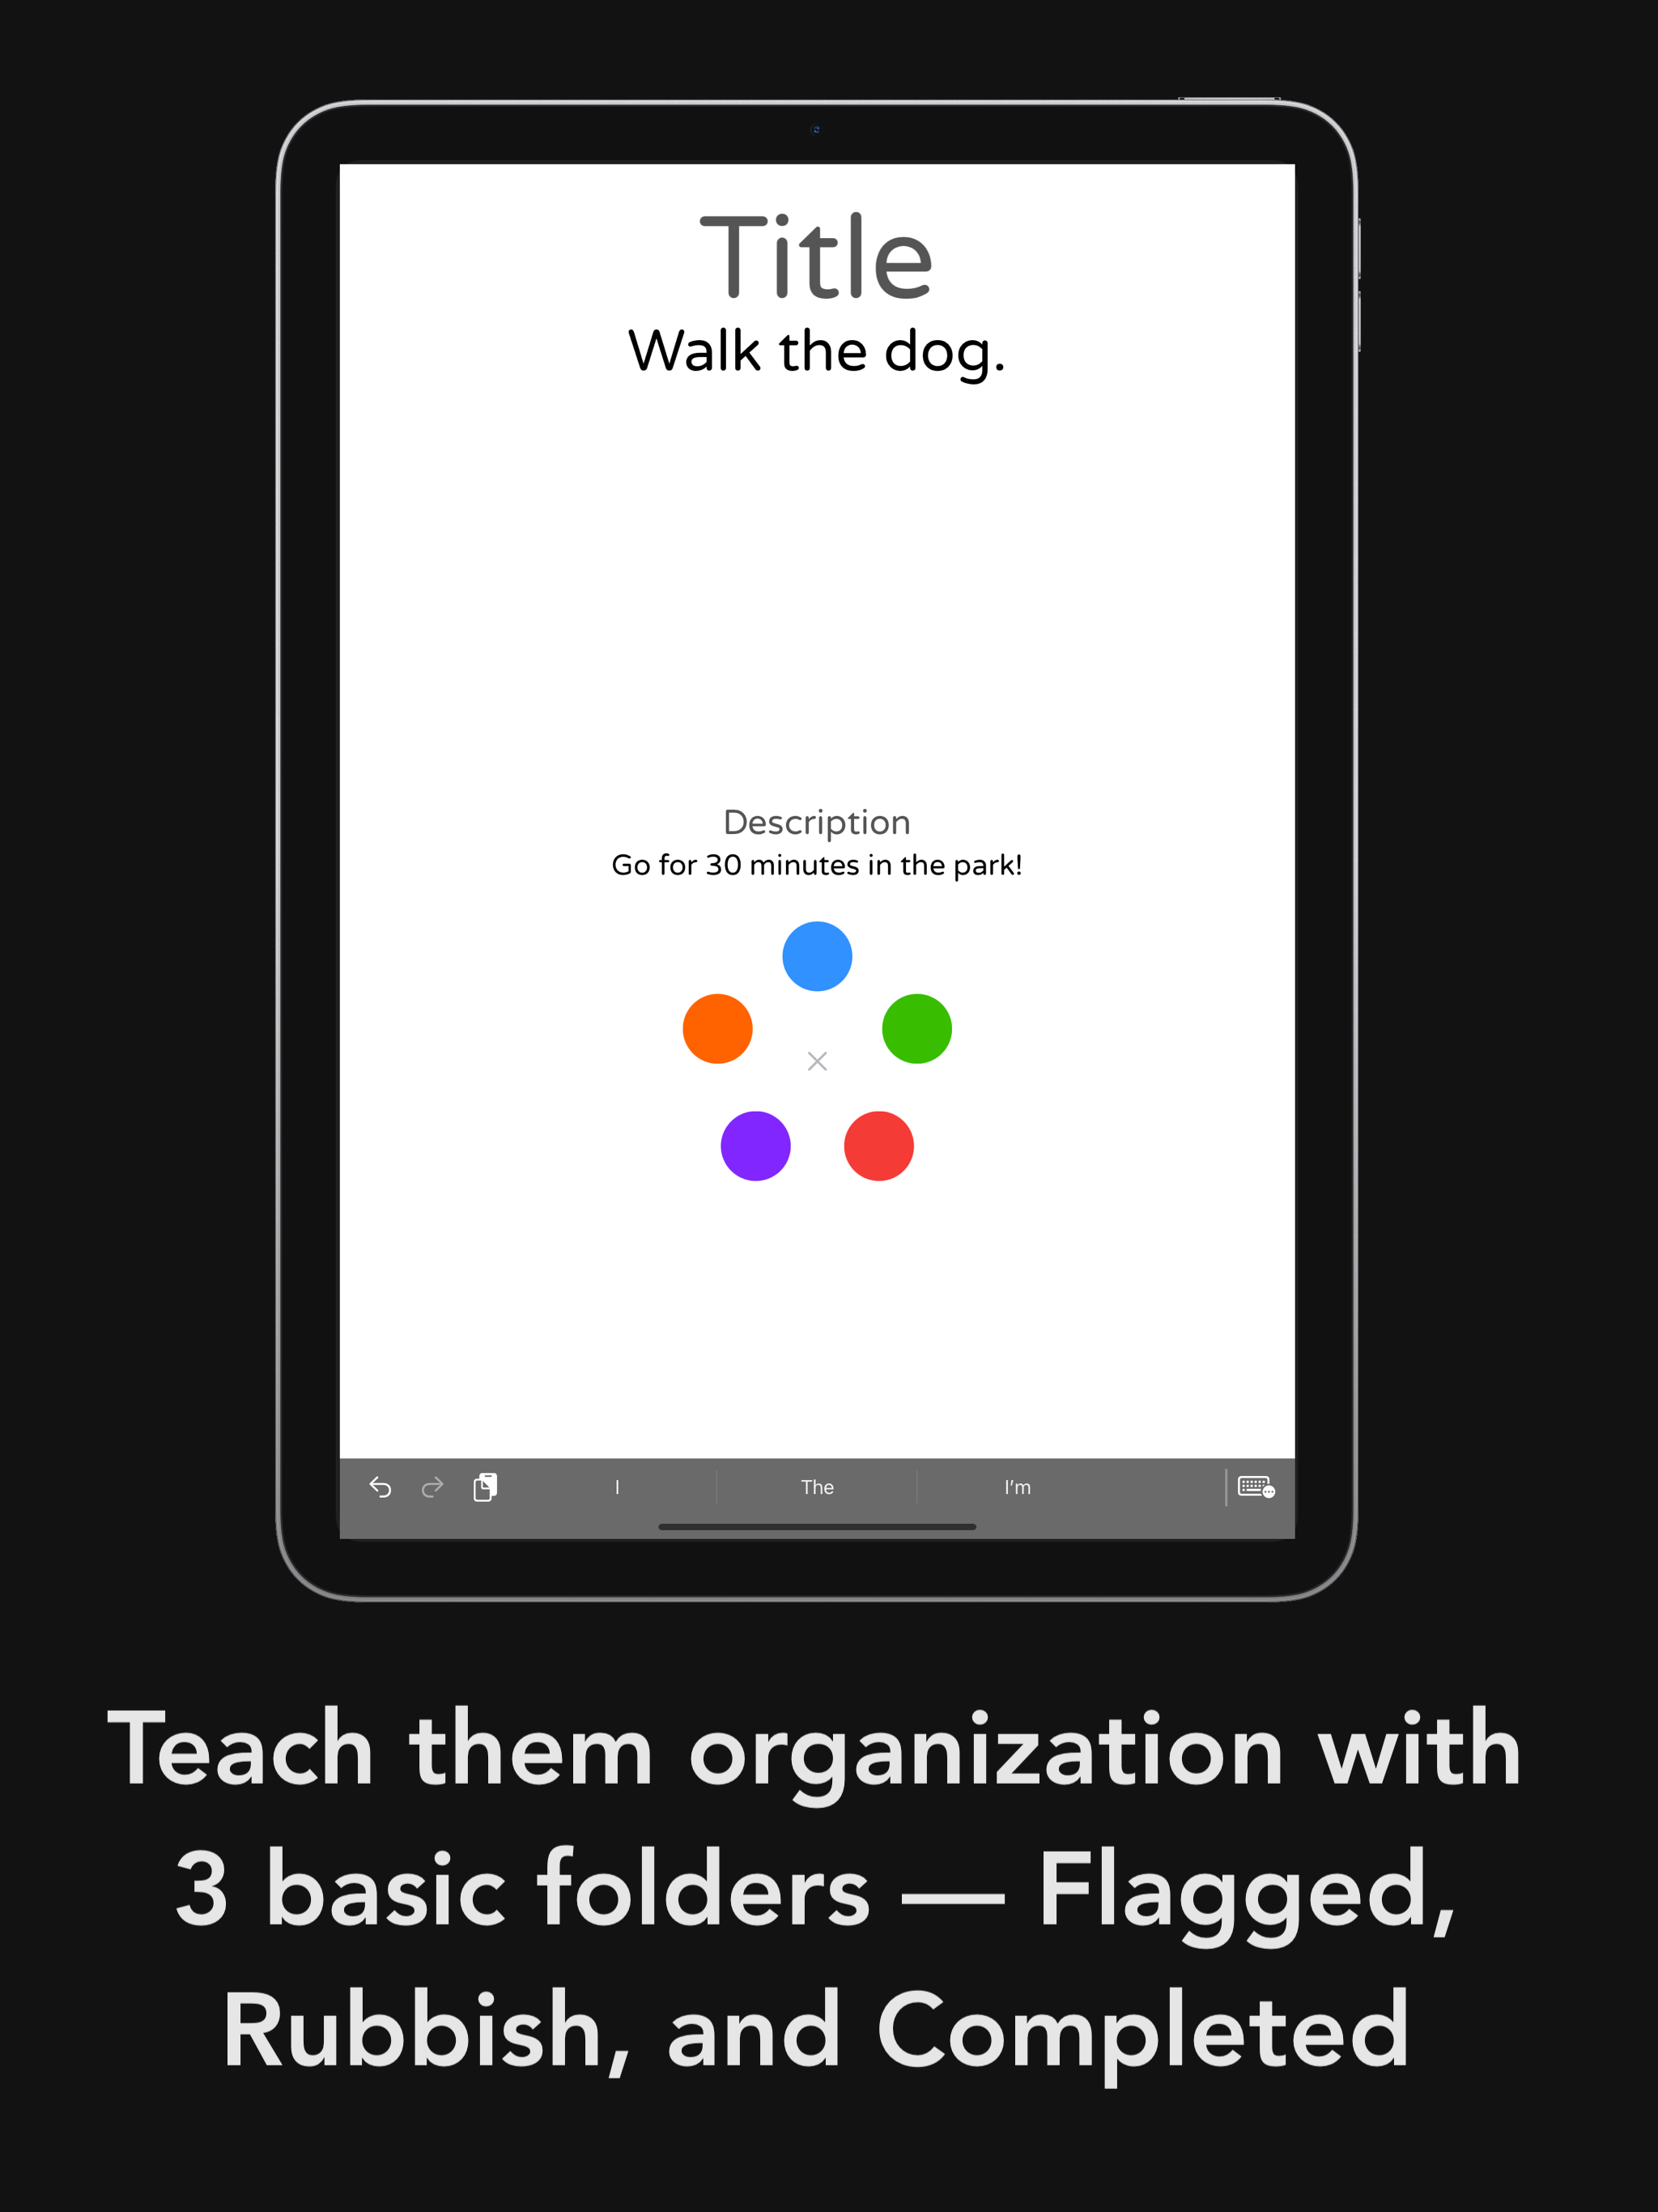 Title
Walk the dog.
Description
Go for 30 minutes in the park!
I The I'm
Teach them organization with
3 basic folders — Flagged,
Rubbish, and Completed